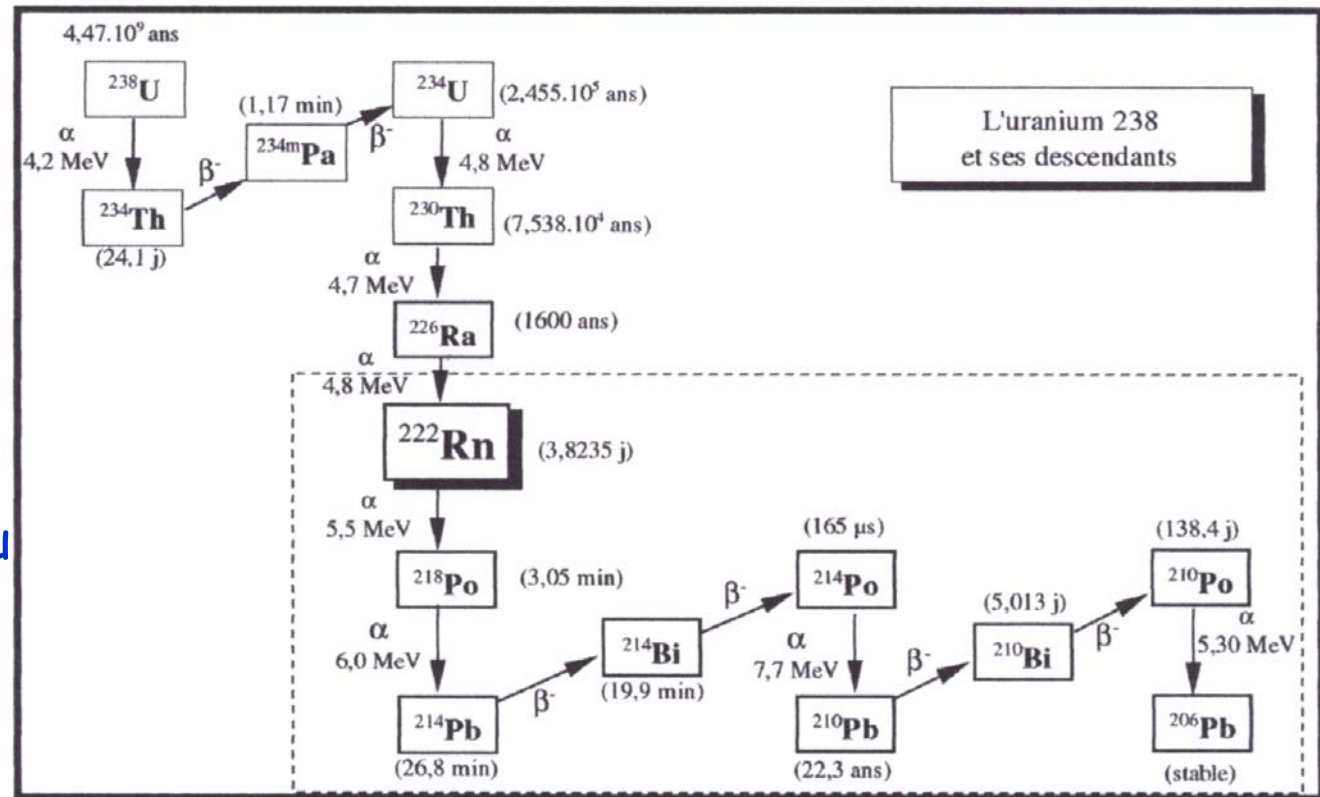 4,47.10⁹ ans
²³⁸U
α
4,2 MeV
²³⁴Th
(24,1 j)
β⁻
(1,17 min)
²³⁴ᵐPa
β⁻
²³⁴U
(2,455.10⁵ ans)
α
4,8 MeV
²³⁰Th
(7,538.10⁴ ans)
α
4,7 MeV
²²⁶Ra
(1600 ans)
α
4,8 MeV
²²²Rn
(3,8235 j)
α
5,5 MeV
²¹⁸Po
(3,05 min)
α
6,0 MeV
²¹⁴Pb
(26,8 min)
β⁻
²¹⁴Bi
(19,9 min)
β⁻
(165 µs)
²¹⁴Po
α
7,7 MeV
²¹⁰Pb
(22,3 ans)
β⁻
(5,013 j)
²¹⁰Bi
β⁻
(138,4 j)
²¹⁰Po
α
5,30 MeV
²⁰⁶Pb
(stable)
L'uranium 238
et ses descendants